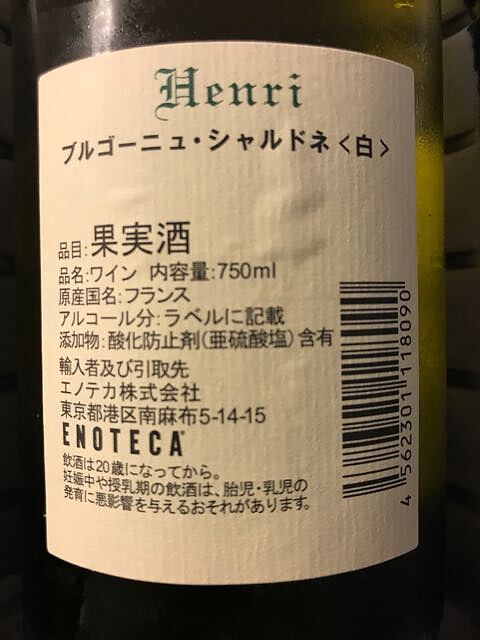 Henri
ブルゴーニュ・シャルドネ<白>
品目:果実酒
品名:ワイン 内容量:750ml
原産国名:フランス
アルコール分:ラベルに記載
添加物:酸化防止剤(亜硫酸塩)含有
輸入者及び引取先
エノテカ株式会社
東京都港区南麻布5-14-15
ENOTECA
飲酒は20歳になってから。
妊娠中や授乳期の飲酒は、胎児・乳児の
発育に悪影響を与えるおそれがあります。
4 562301 118090